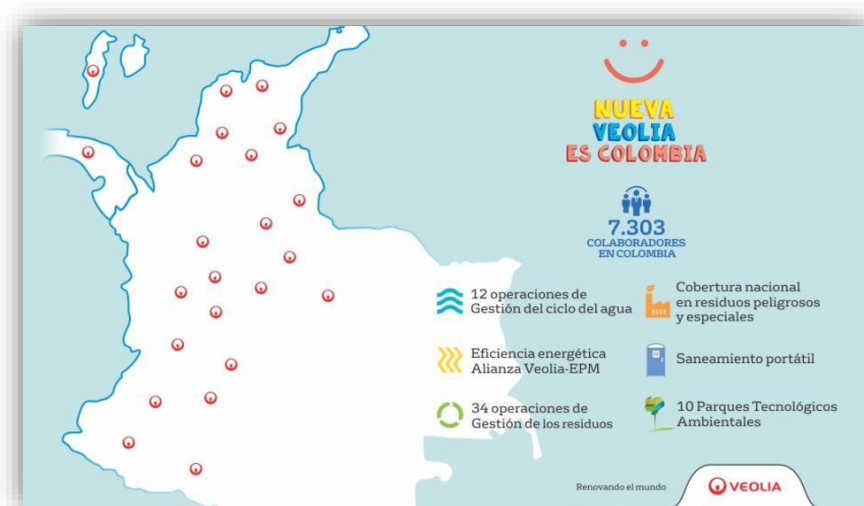 NUEVA
VEOLIA
ES COLOMBIA
7.303
COLABORADORES
EN COLOMBIA
12 operaciones de
Gestión del ciclo del agua
Cobertura nacional
en residuos peligrosos
y especiales
Eficiencia energética
Alianza Veolia-EPM
Saneamiento portátil
34 operaciones de
Gestión de los residuos
10 Parques Tecnológicos
Ambientales
Renovando el mundo
VEOLIA